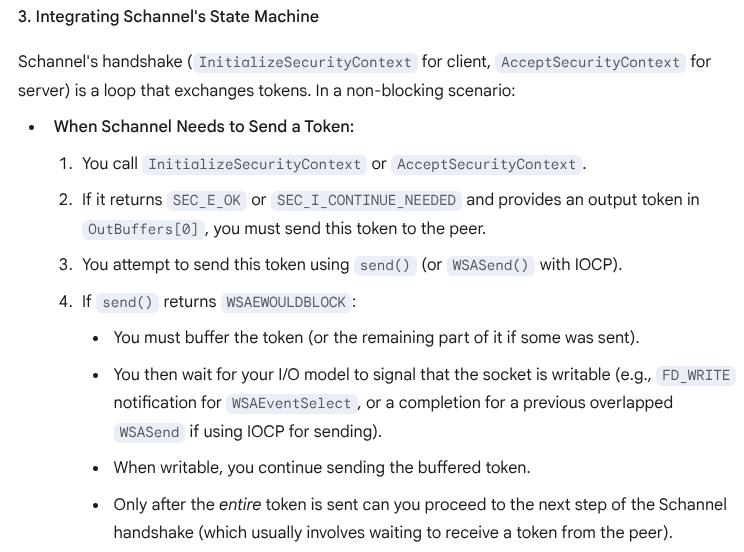 3. Integrating Schannel's State Machine
Schannel's handshake ( InitializeSecurityContext for client, AcceptSecurityContext for
server) is a loop that exchanges tokens. In a non-blocking scenario:
• When Schannel Needs to Send a Token:
1. You call InitializeSecurityContext or AcceptSecurityContext .
2. If it returns SEC_E_OK or SEC_I_CONTINUE_NEEDED and provides an output token in
OutBuffers[0] , you must send this token to the peer.
3. You attempt to send this token using send() (or WSASend() with IOCP).
4. If send() returns WSAEWOULDBLOCK :
• You must buffer the token (or the remaining part of it if some was sent).
• You then wait for your I/O model to signal that the socket is writable (e.g., FD_WRITE
notification for WSAEventSelect , or a completion for a previous overlapped
WSASend if using IOCP for sending).
• When writable, you continue sending the buffered token.
• Only after the entire token is sent can you proceed to the next step of the Schannel
handshake (which usually involves waiting to receive a token from the peer).